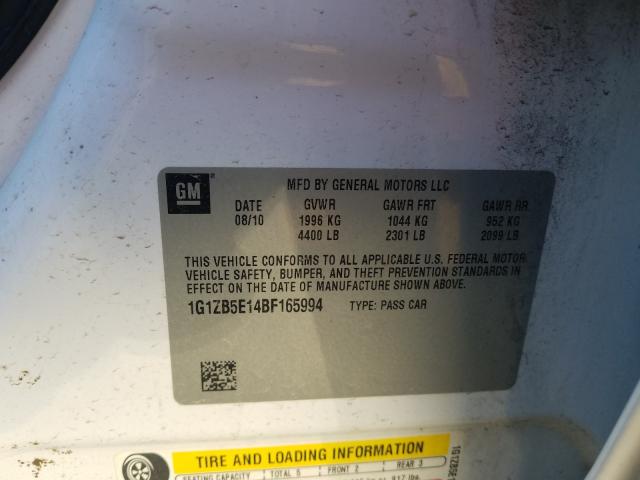 GM
MFD BY GENERAL MOTORS LLC
DATE GVWR GAWR FRT GAWR RR
08/10 1996 KG 1044 KG 952 KG
4400 LB 2301 LB 2099 LB
THIS VEHICLE CONFORMS TO ALL APPLICABLE U.S. FEDERAL MOTOR
VEHICLE SAFETY, BUMPER, AND THEFT PREVENTION STANDARDS IN
EFFECT ON THE DATE OF MANUFACTURE SHOWN ABOVE.
1G1ZB5E14BF165994 TYPE: PASS CAR
TIRE AND LOADING INFORMATION
SEATING CAPACITY TOTAL 5 FRONT 2 REAR 3
1G1ZB5E